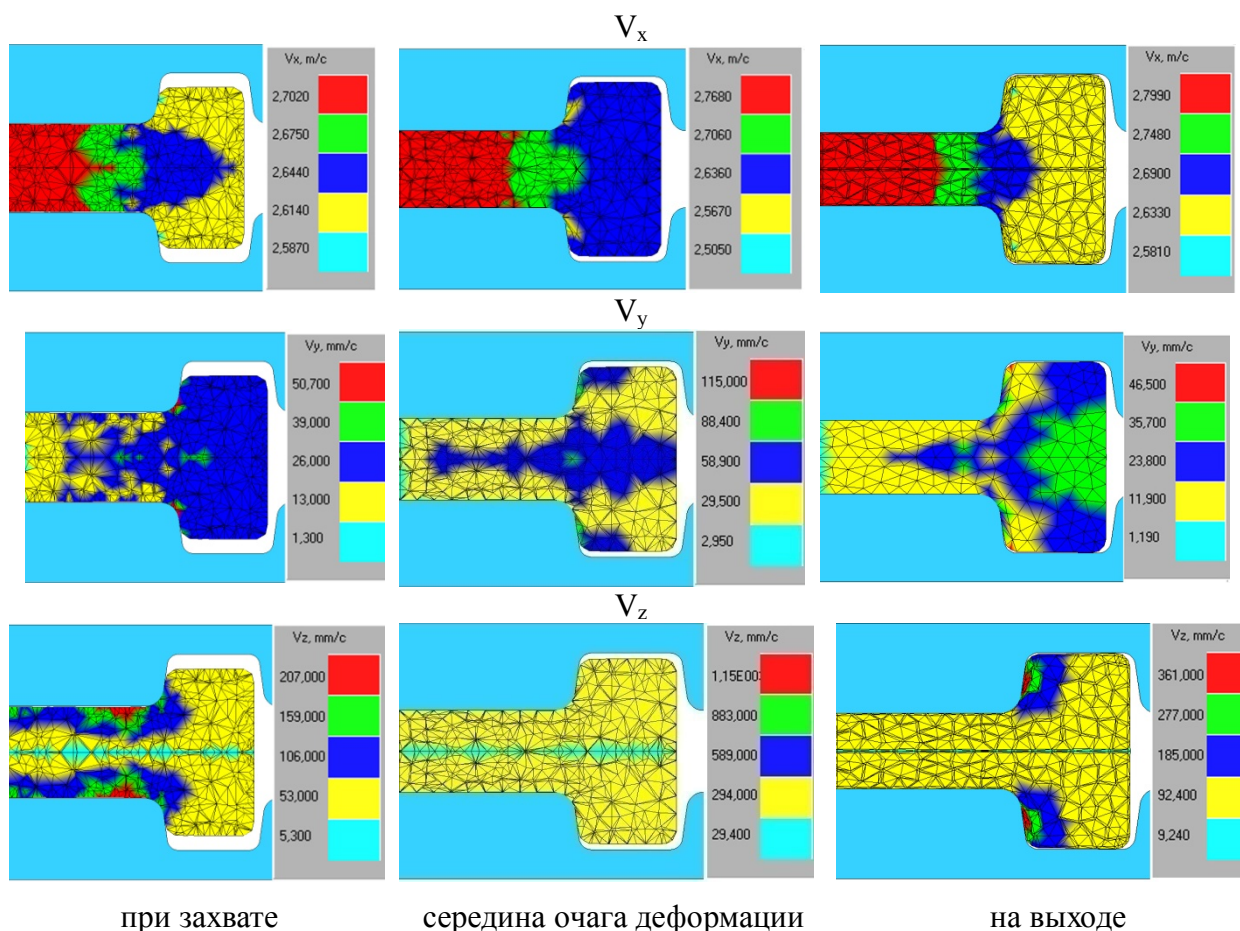 Vx
Vx, m/c
2,7020
2,6750
2,6440
2,6140
2,5870
Vx, m/c
2,7680
2,7060
2,6360
2,5670
2,5050
Vx, m/c
2,7990
2,7480
2,6900
2,6330
2,5810
Vy
Vy, mm/c
50,700
39,000
26,000
13,000
1,300
Vy, mm/c
115,000
88,400
58,900
29,500
2,950
Vy, mm/c
46,500
35,700
23,800
11,900
1,190
Vz
Vz, mm/c
207,000
159,000
106,000
53,000
5,300
Vz, mm/c
1,15E+003
883,000
589,000
294,000
29,400
Vz, mm/c
361,000
277,000
185,000
92,400
9,240
при захвате
середина очага деформации
на выходе